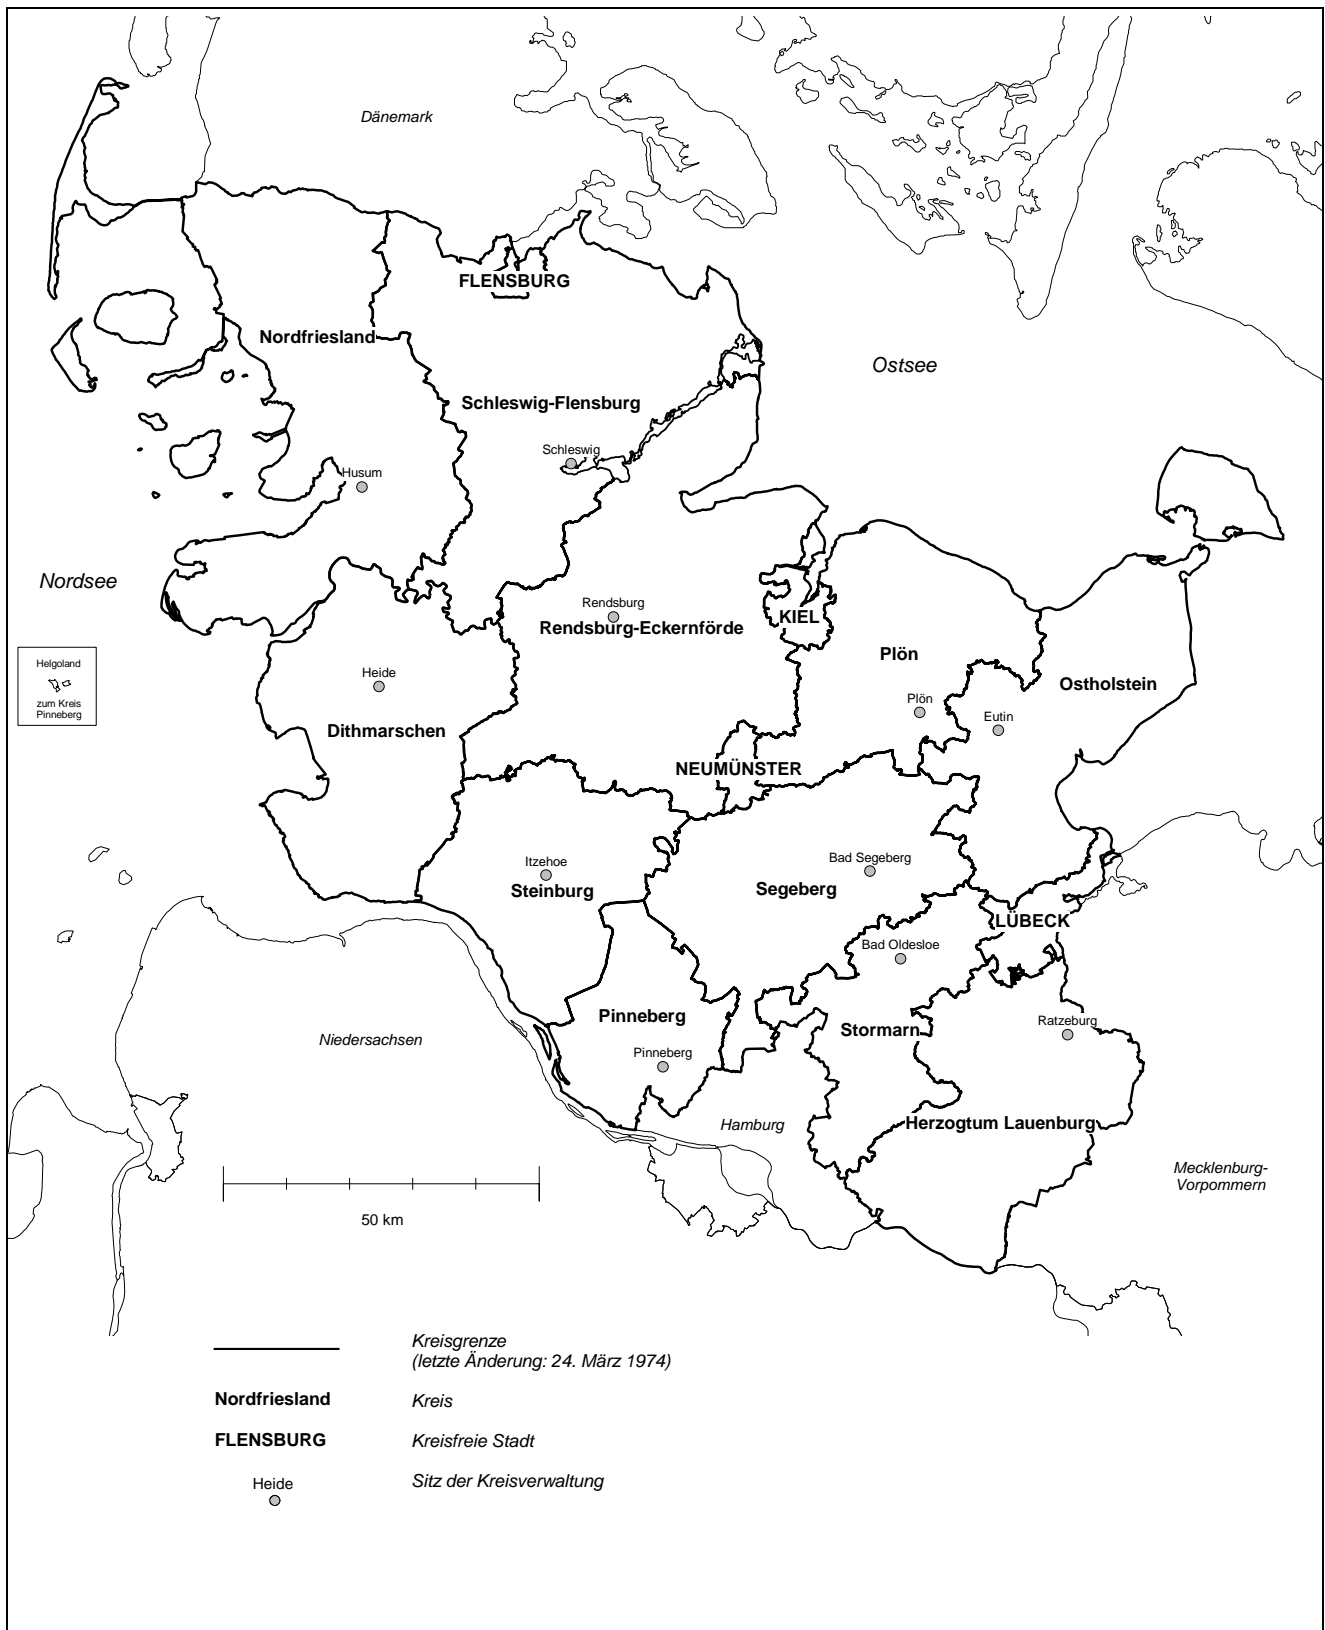 Dänemark
FLENSBURG
Nordfriesland
Ostsee
Schleswig-Flensburg
Schleswig
Husum
Nordsee
Rendsburg
Rendsburg-Eckernförde
KIEL
Plön
Helgoland
zum Kreis
Pinneberg
Heide
Ostholstein
Plön
Eutin
Dithmarschen
NEUMÜNSTER
Itzehoe
Steinburg
Bad Segeberg
Segeberg
LÜBECK
Bad Oldesloe
Pinneberg
Stormarn
Ratzeburg
Niedersachsen
Pinneberg
Hamburg
Herzogtum Lauenburg
Mecklenburg-
Vorpommern
50 km
Kreisgrenze
(letzte Änderung: 24. März 1974)
Nordfriesland Kreis
FLENSBURG Kreisfreie Stadt
Heide Sitz der Kreisverwaltung